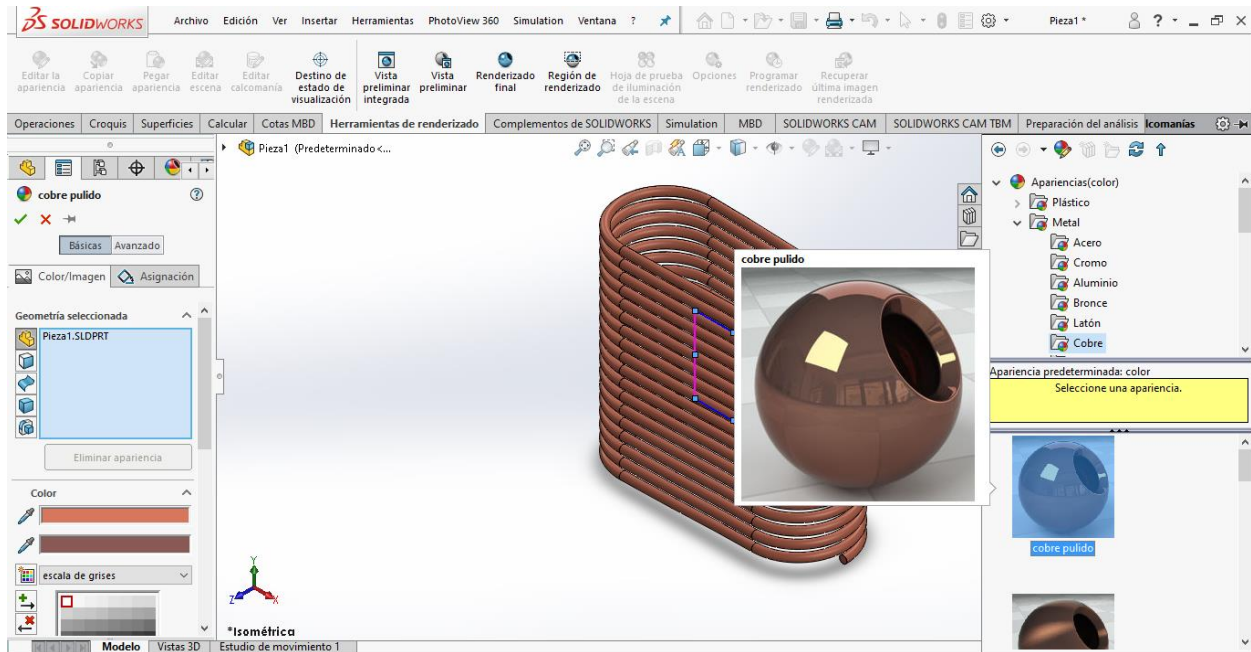 SOLIDWORKS
Archivo Edición Ver Insertar Herramientas PhotoView 360 Simulation Ventana ?
Pieza1 *
?
Editar la apariencia
Copiar apariencia
Pegar apariencia
Editar escena
Editar calcomanía
Destino de estado de visualización
Vista preliminar integrada
Vista preliminar
Renderizado final
Región de renderizado
Hoja de prueba de iluminación de la escena
Opciones
Programar renderizado
Recuperar última imagen renderizada
Operaciones Croquis Superficies Calcular Cotas MBD Herramientas de renderizado Complementos de SOLIDWORKS Simulation MBD SOLIDWORKS CAM SOLIDWORKS CAM TBM Preparación del análisis lcomanías
Pieza1 (Predeterminado<...
cobre pulido
Básicas Avanzado
Color/Imagen Asignación
Geometría seleccionada
Pieza1.SLDPRT
Eliminar apariencia
Color
escala de grises
cobre pulido
Y
Z X
*Isométrica
Apariencias(color)
Plástico
Metal
Acero
Cromo
Aluminio
Bronce
Latón
Cobre
Apariencia predeterminada: color
Seleccione una apariencia.
cobre pulido
Modelo Vistas 3D Estudio de movimiento 1